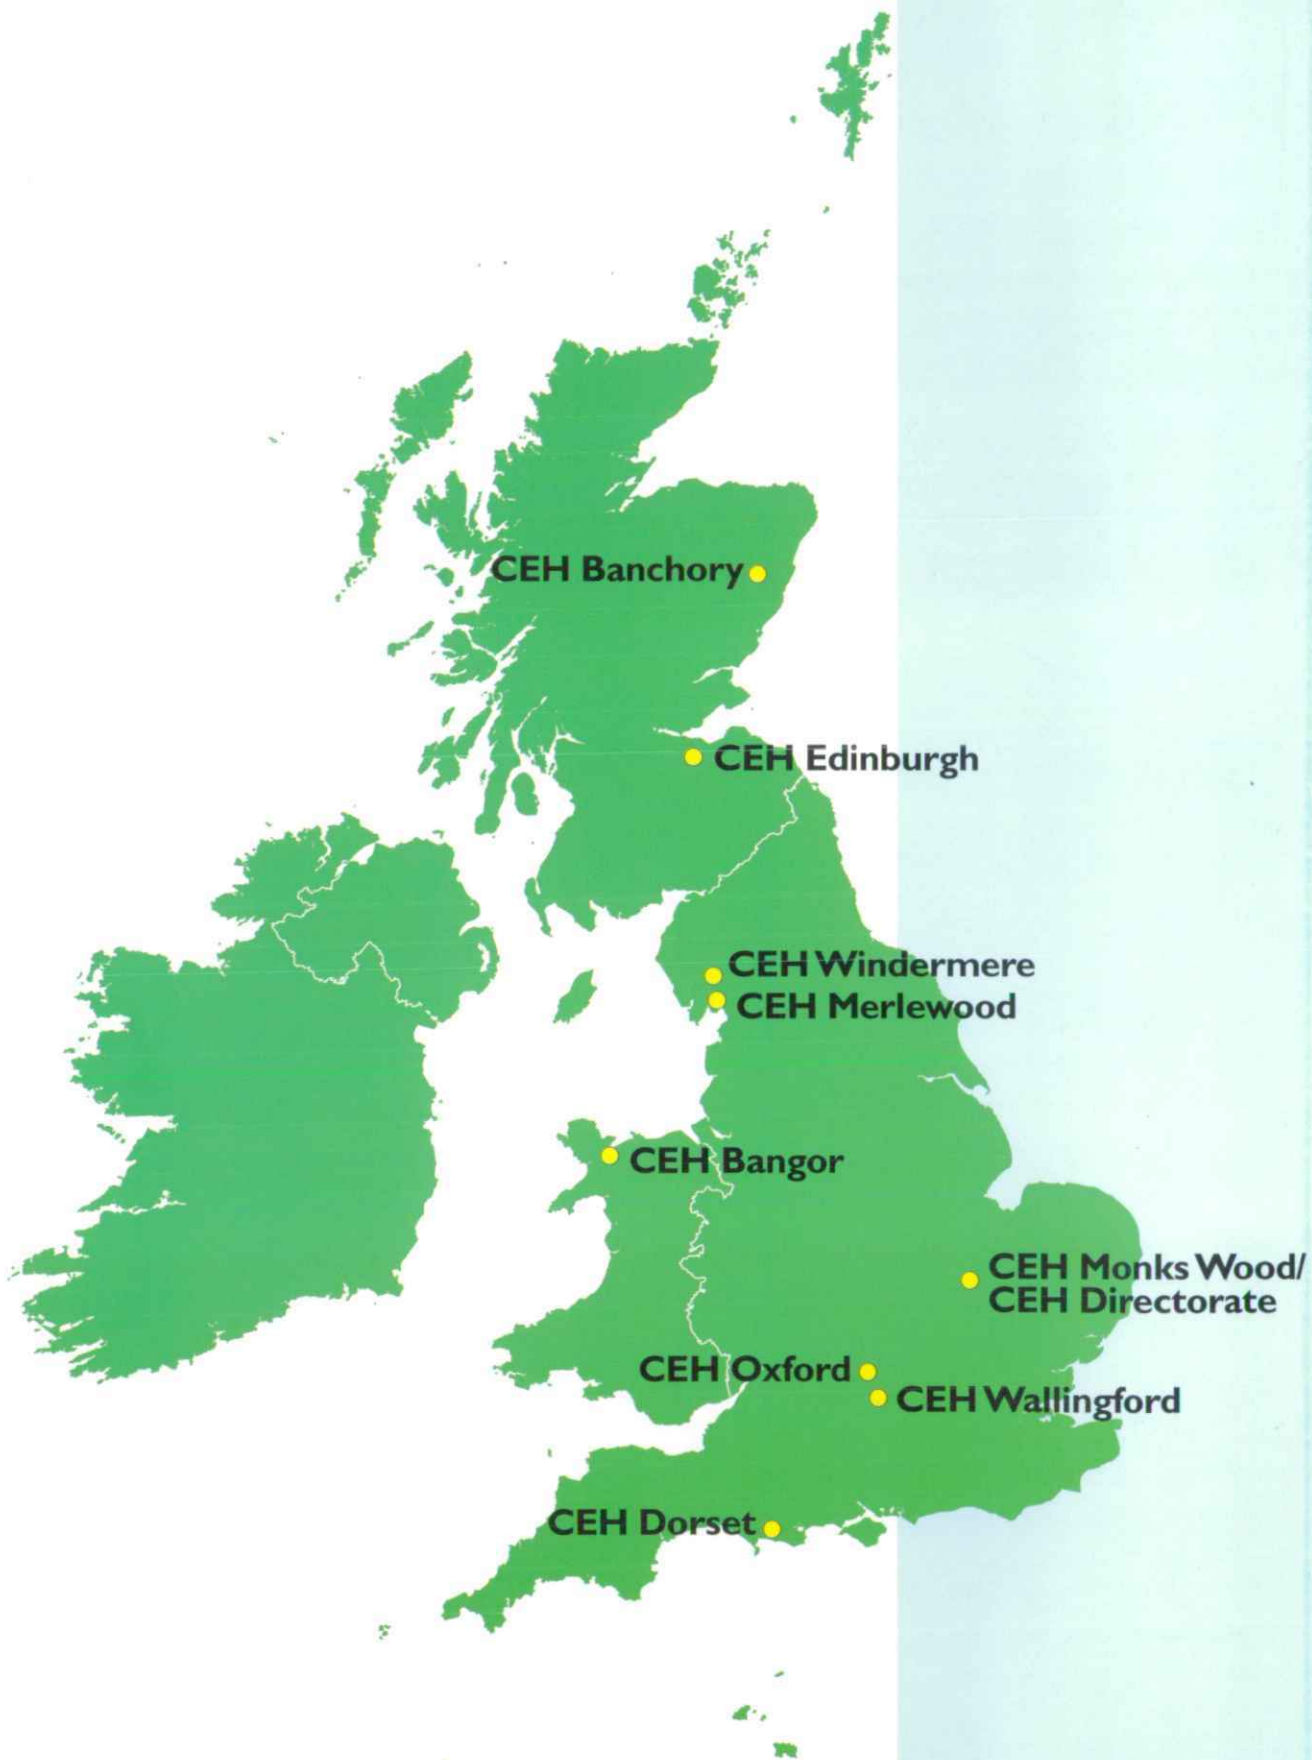 CEH Banchory
CEH Edinburgh
CEH Windermere
CEH Merlewood
CEH Bangor
CEH Monks Wood/
CEH Directorate
CEH Oxford
CEH Wallingford
CEH Dorset